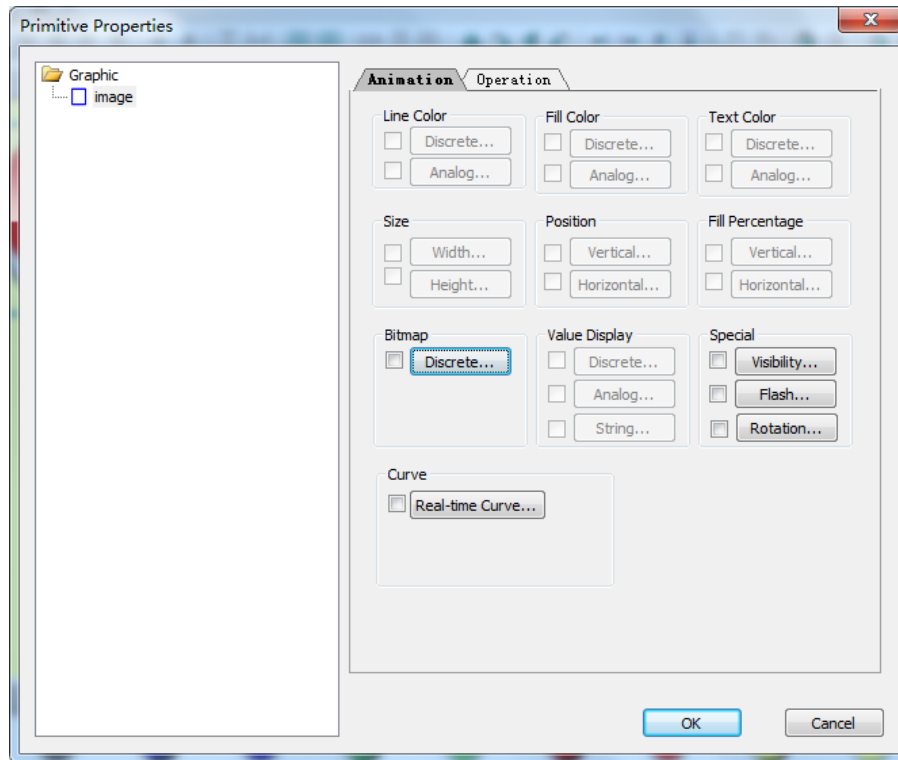 Primitive Properties
Graphic
image
Animation Operation
Line Color
Discrete...
Analog...
Fill Color
Discrete...
Analog...
Text Color
Discrete...
Analog...
Size
Width...
Height...
Position
Vertical...
Horizontal...
Fill Percentage
Vertical...
Horizontal...
Bitmap
Discrete...
Value Display
Discrete...
Analog...
String...
Special
Visibility...
Flash...
Rotation...
Curve
Real-time Curve...
OK Cancel